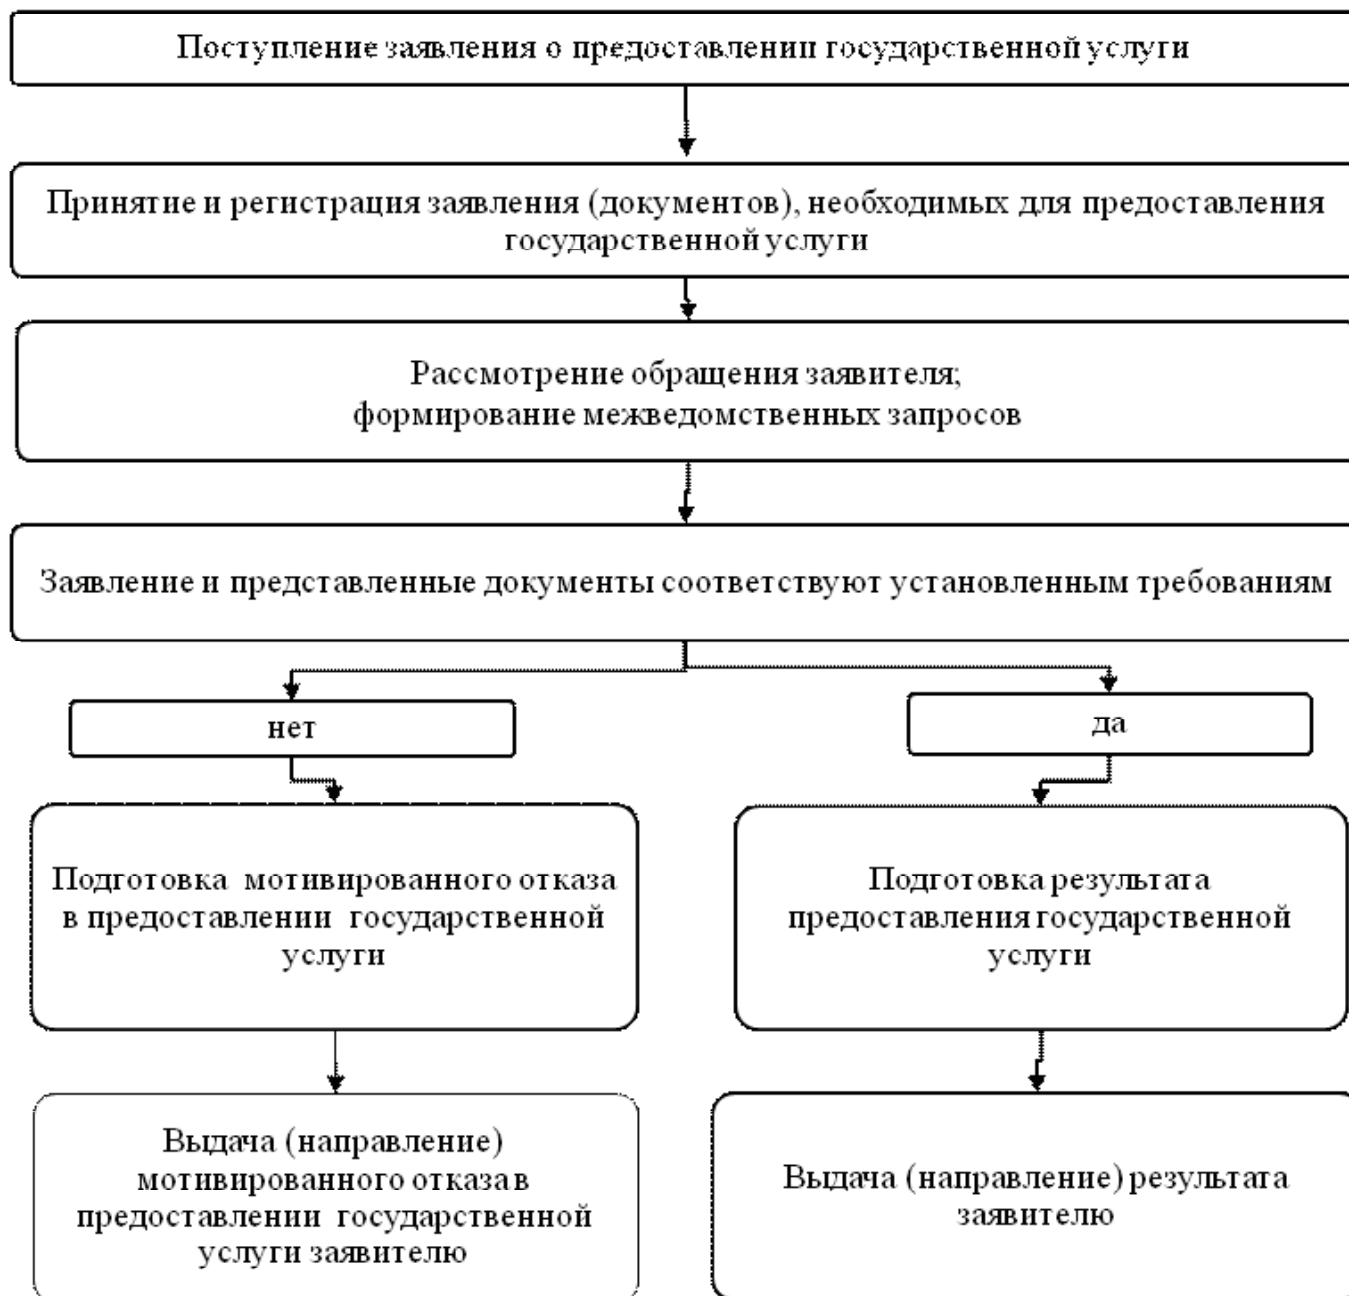 Поступление заявления о предоставлении государственной услуги
Принятие и регистрация заявления (документов), необходимых для предоставления
государственной услуги
Рассмотрение обращения заявителя;
формирование межведомственных запросов
Заявление и представленные документы соответствуют установленным требованиям
нет
да
Подготовка мотивированного отказа
в предоставлении государственной
услуги
Подготовка результата
предоставления государственной
услуги
Выдача (направление)
мотивированного отказа в
предоставлении государственной
услуги заявителю
Выдача (направление) результата
заявителю